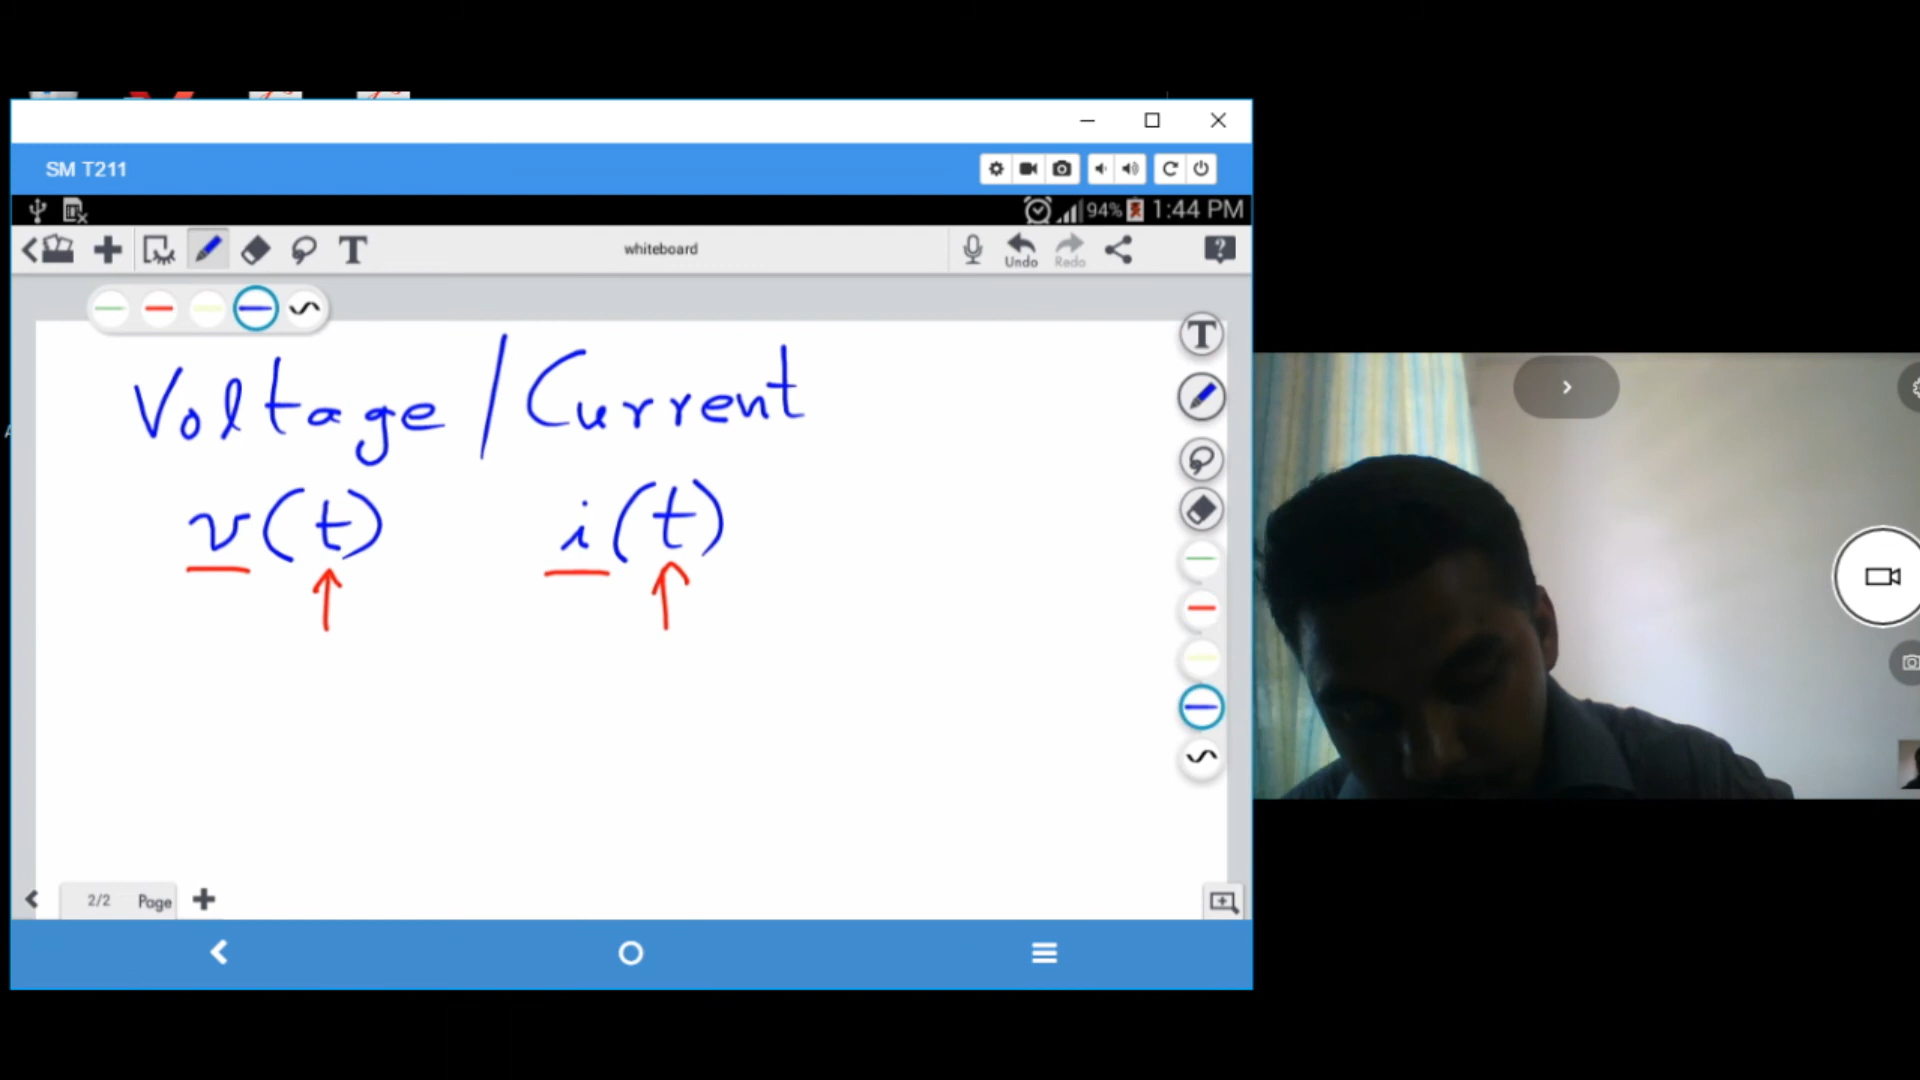 SM T211
94% 1:44 PM
T whiteboard Undo Redo ?
T
Voltage / Current
v(t) i(t)
2/2 Page